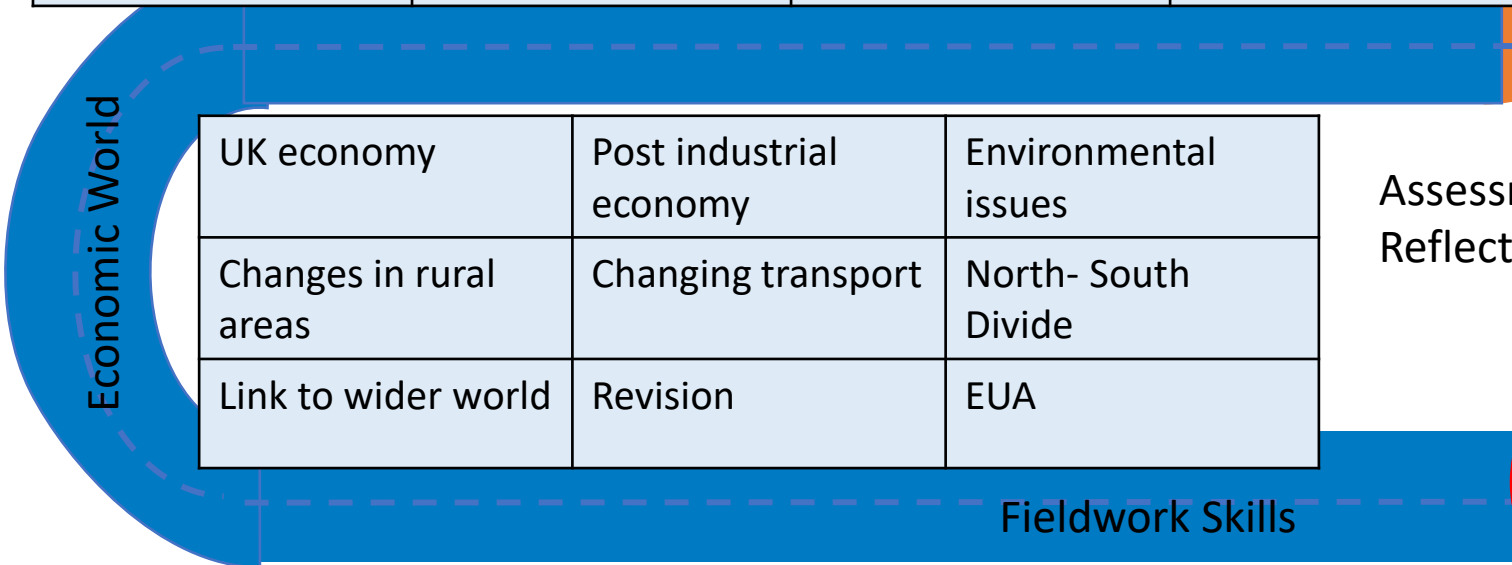 Economic World
UK economy
Post industrial
economy
Environmental
issues
Changes in rural
areas
Changing transport
North- South
Divide
Link to wider world
Revision
EUA
Fieldwork Skills